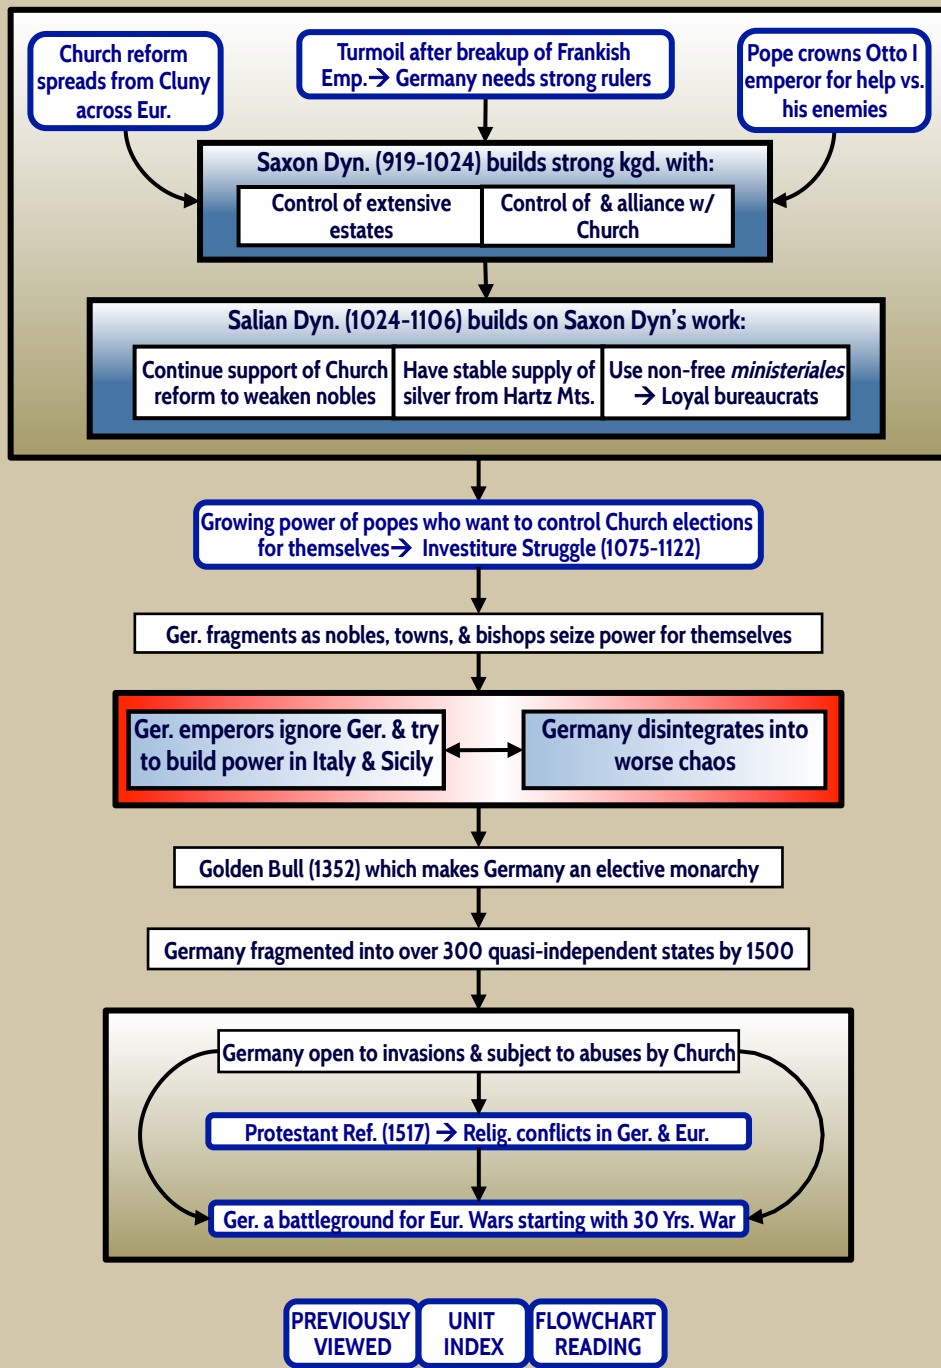 Church reform
spreads from Cluny
across Eur.
Turmoil after breakup of Frankish
Emp.→ Germany needs strong rulers
Pope crowns Otto I
emperor for help vs.
his enemies
Saxon Dyn. (919-1024) builds strong kgd. with:
Control of extensive
estates
Control of & alliance w/
Church
Salian Dyn. (1024-1106) builds on Saxon Dyn's work:
Continue support of Church
reform to weaken nobles
Have stable supply of
silver from Hartz Mts.
Use non-free ministeriales
→ Loyal bureaucrats
Growing power of popes who want to control Church elections
for themselves→ Investiture Struggle (1075-1122)
Ger. fragments as nobles, towns, & bishops seize power for themselves
Ger. emperors ignore Ger. & try
to build power in Italy & Sicily
Germany disintegrates into
worse chaos
Golden Bull (1352) which makes Germany an elective monarchy
Germany fragmented into over 300 quasi-independent states by 1500
Germany open to invasions & subject to abuses by Church
Protestant Ref. (1517) → Relig. conflicts in Ger. & Eur.
Ger. a battleground for Eur. Wars starting with 30 Yrs. War
PREVIOUSLY
VIEWED
UNIT
INDEX
FLOWCHART
READING